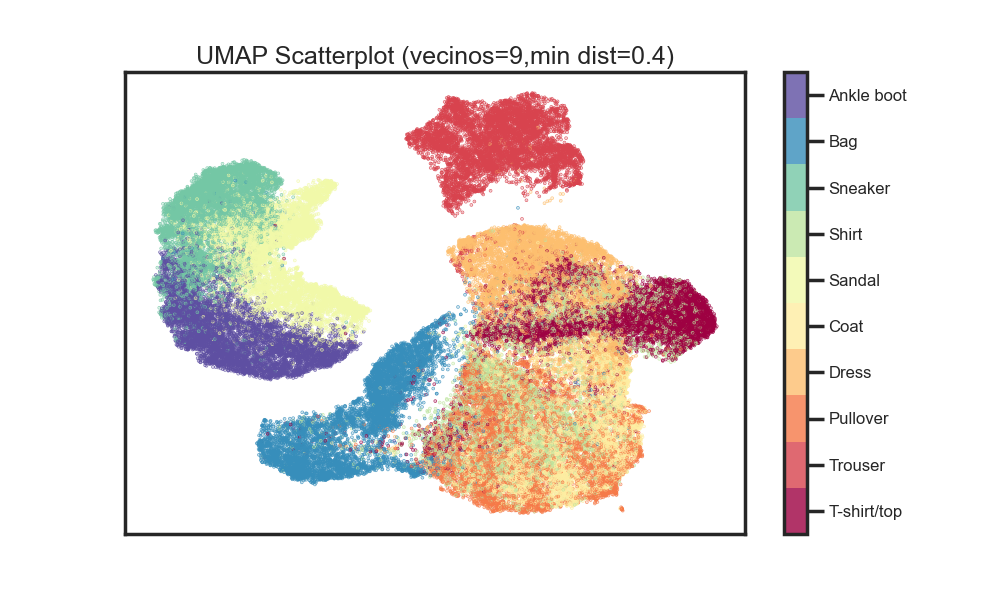 UMAP Scatterplot (vecinos=9,min dist=0.4)
Ankle boot
Bag
Sneaker
Shirt
Sandal
Coat
Dress
Pullover
Trouser
T-shirt/top